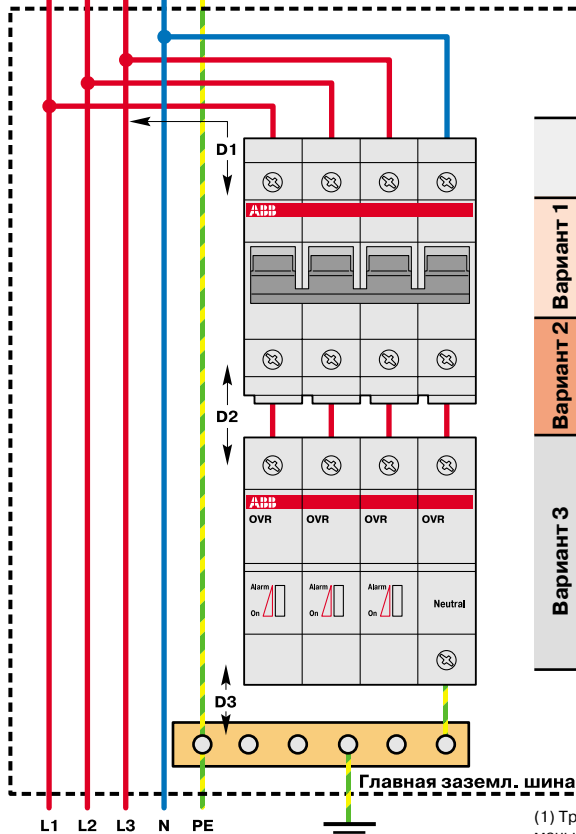 D1
ABB
Вариант 1
Вариант 2
D2
ABB
OVR OVR OVR OVR
Вариант 3
Alarm Alarm Alarm
On On On
Neutral
D3
Главная заземл. шина
L1 L2 L3 N PE
(1) Тр